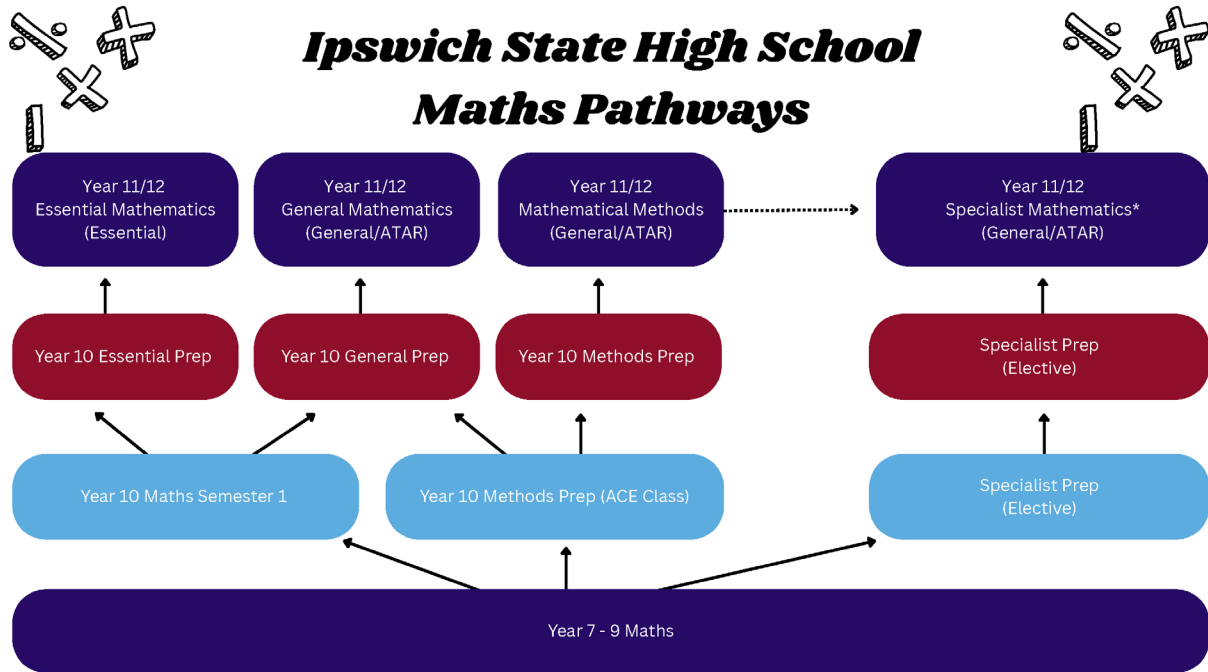 Ipswich State High School
Maths Pathways
Year 11/12
Essential Mathematics
(Essential)
Year 11/12
General Mathematics
(General/ATAR)
Year 11/12
Mathematical Methods
(General/ATAR)
Year 11/12
Specialist Mathematics*
(General/ATAR)
Year 10 Essential Prep
Year 10 General Prep
Year 10 Methods Prep
Specialist Prep
(Elective)
Year 10 Maths Semester 1
Year 10 Methods Prep (ACE Class)
Specialist Prep
(Elective)
Year 7 - 9 Maths